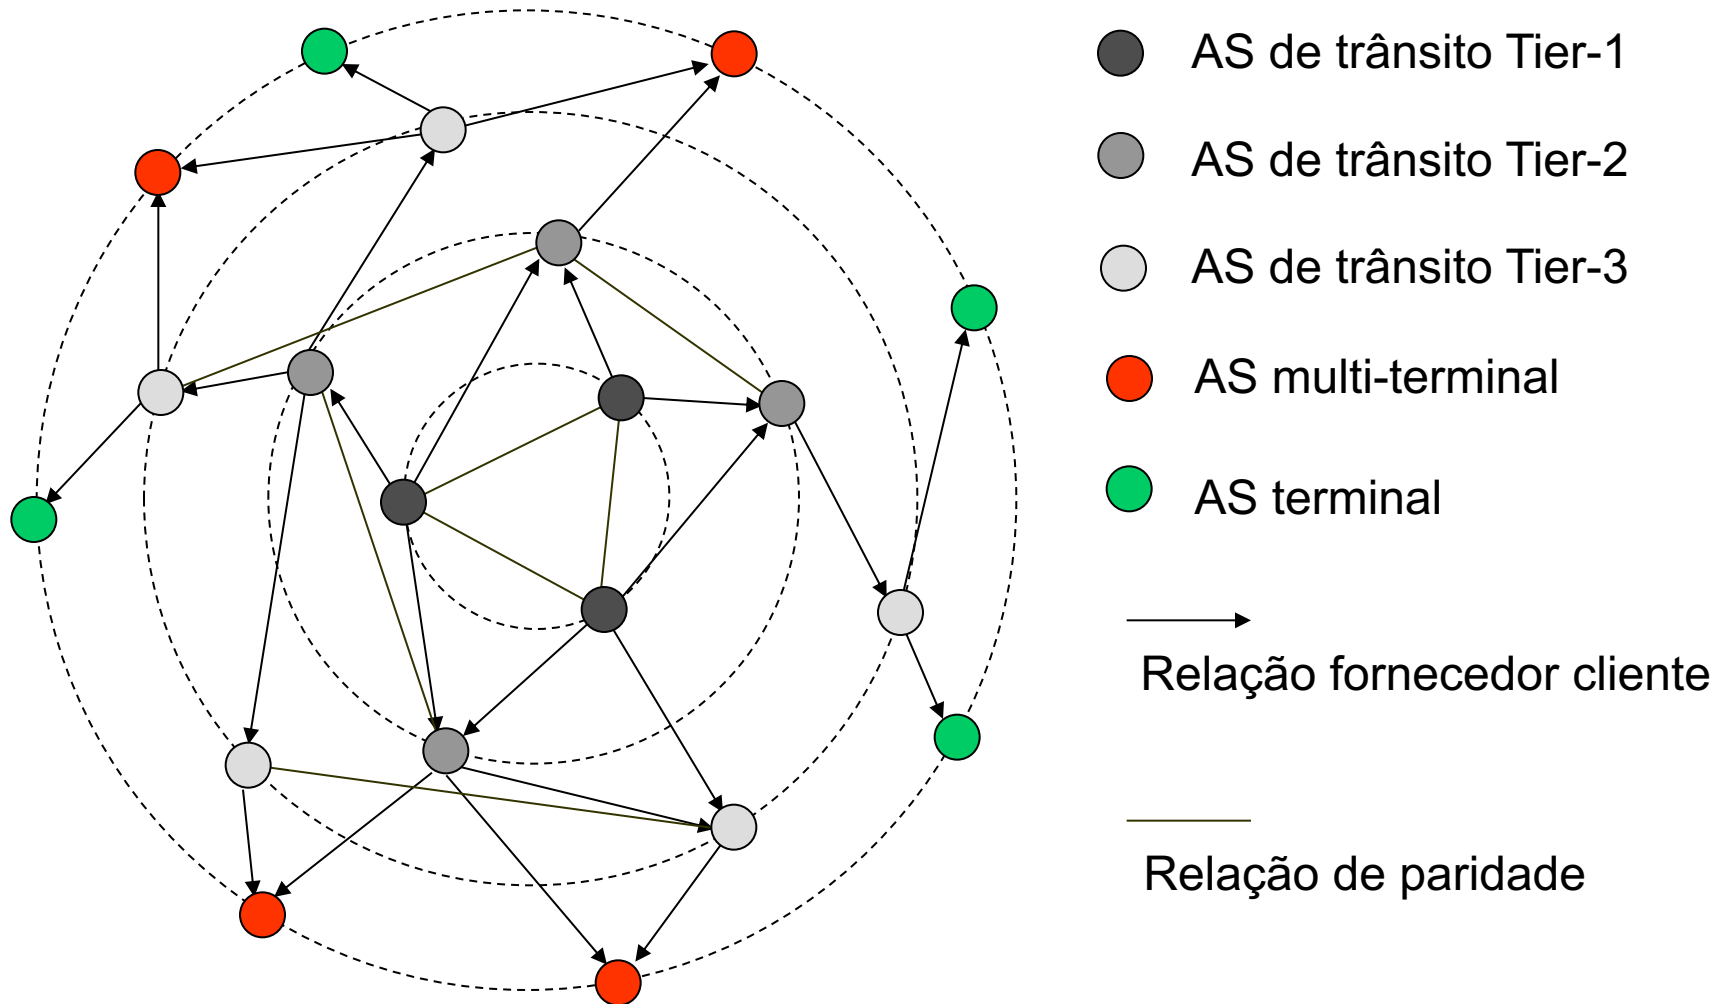 AS de trânsito Tier-1
AS de trânsito Tier-2
AS de trânsito Tier-3
AS multi-terminal
AS terminal
Relação fornecedor cliente
Relação de paridade